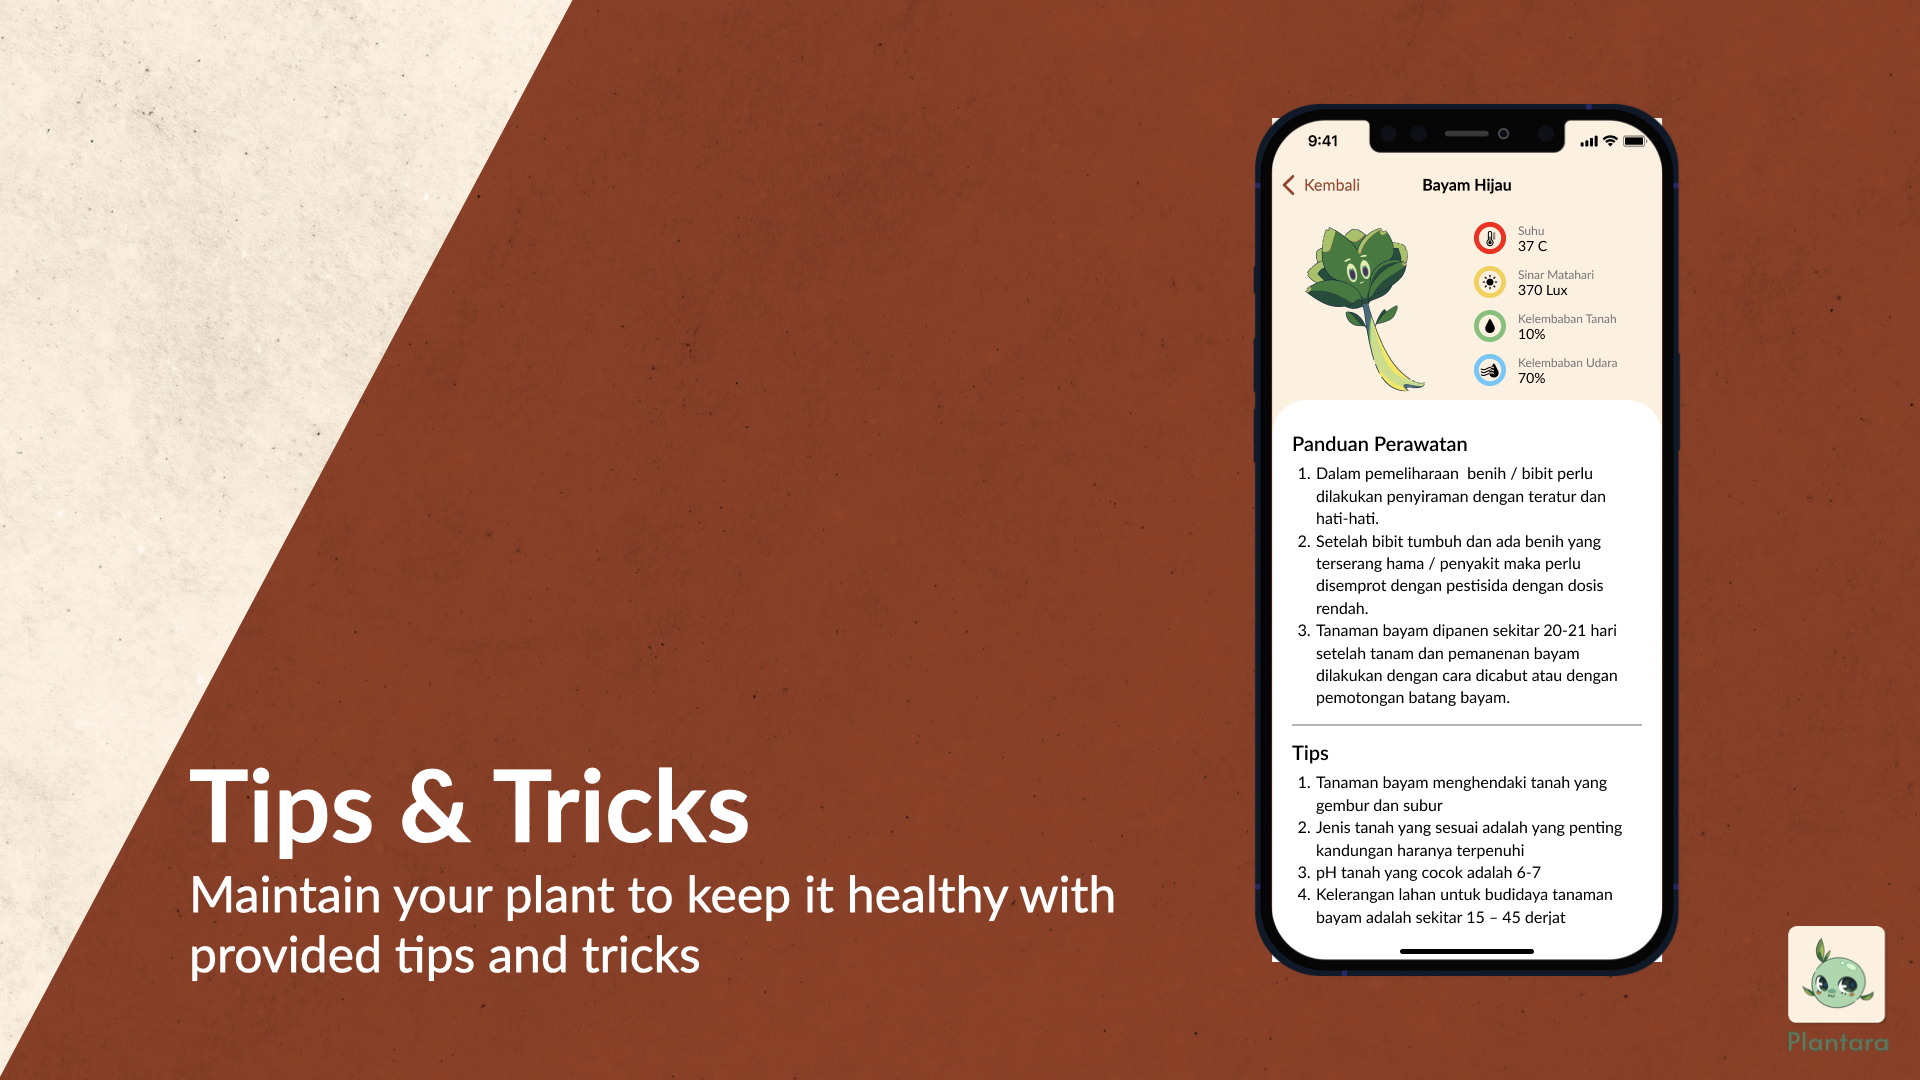 Tips & Tricks
Maintain your plant to keep it healthy with
provided tips and tricks
9:41
Kembali
Bayam Hijau
Suhu
37 C
Sinar Matahari
370 Lux
Kelembaban Tanah
10%
Kelembaban Udara
70%
Panduan Perawatan
1. Dalam pemeliharaan benih / bibit perlu
dilakukan penyiraman dengan teratur dan
hati-hati.
2. Setelah bibit tumbuh dan ada benih yang
terserang hama / penyakit maka perlu
disemprot dengan pestisida dengan dosis
rendah.
3. Tanaman bayam dipanen sekitar 20-21 hari
setelah tanam dan pemanenan bayam
dilakukan dengan cara dicabut atau dengan
pemotongan batang bayam.
Tips
1. Tanaman bayam menghendaki tanah yang
gembur dan subur
2. Jenis tanah yang sesuai adalah yang penting
kandungan haranya terpenuhi
3. pH tanah yang cocok adalah 6-7
4. Kelerangan lahan untuk budidaya tanaman
bayam adalah sekitar 15 – 45 derjat
Plantara